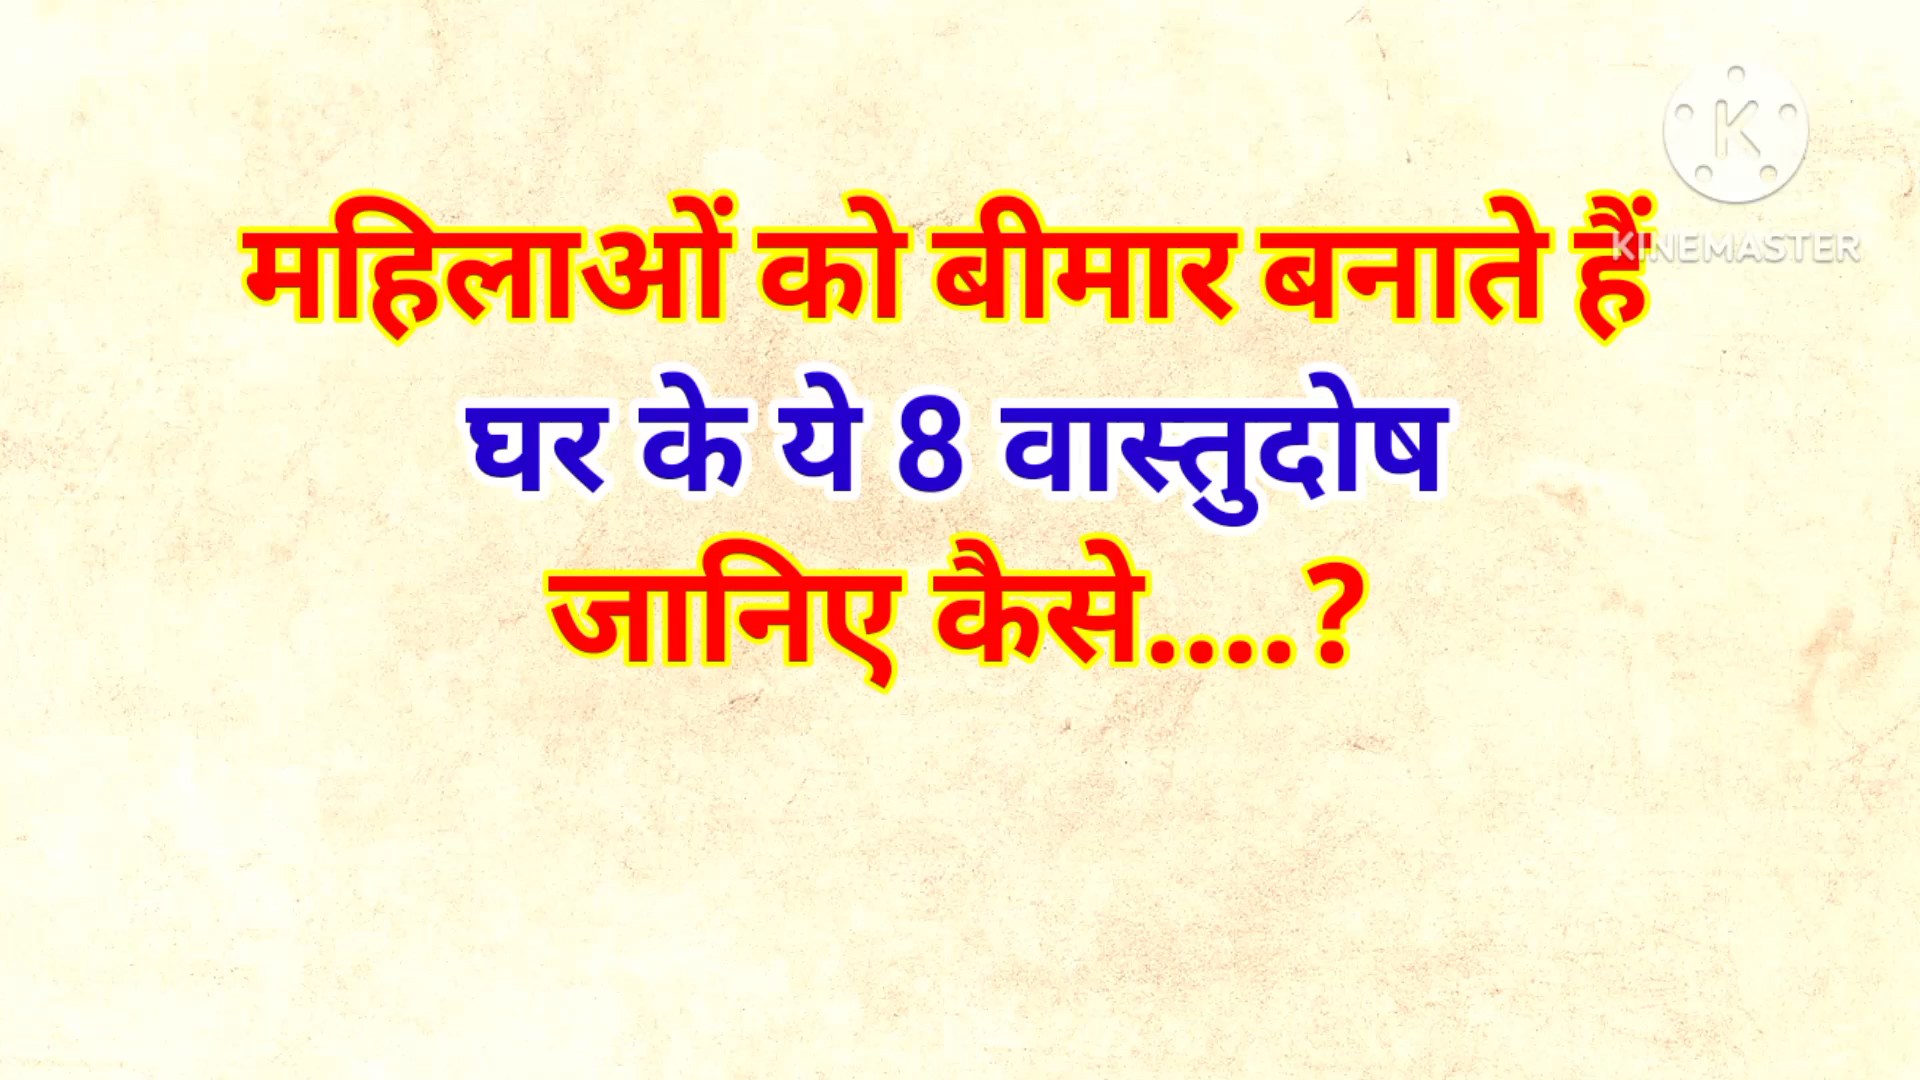 महिलाओं को बीमार बनाते हैं
घर के ये 8 वास्तुदोष
जानिए कैसे....?
K
KINEMASTER